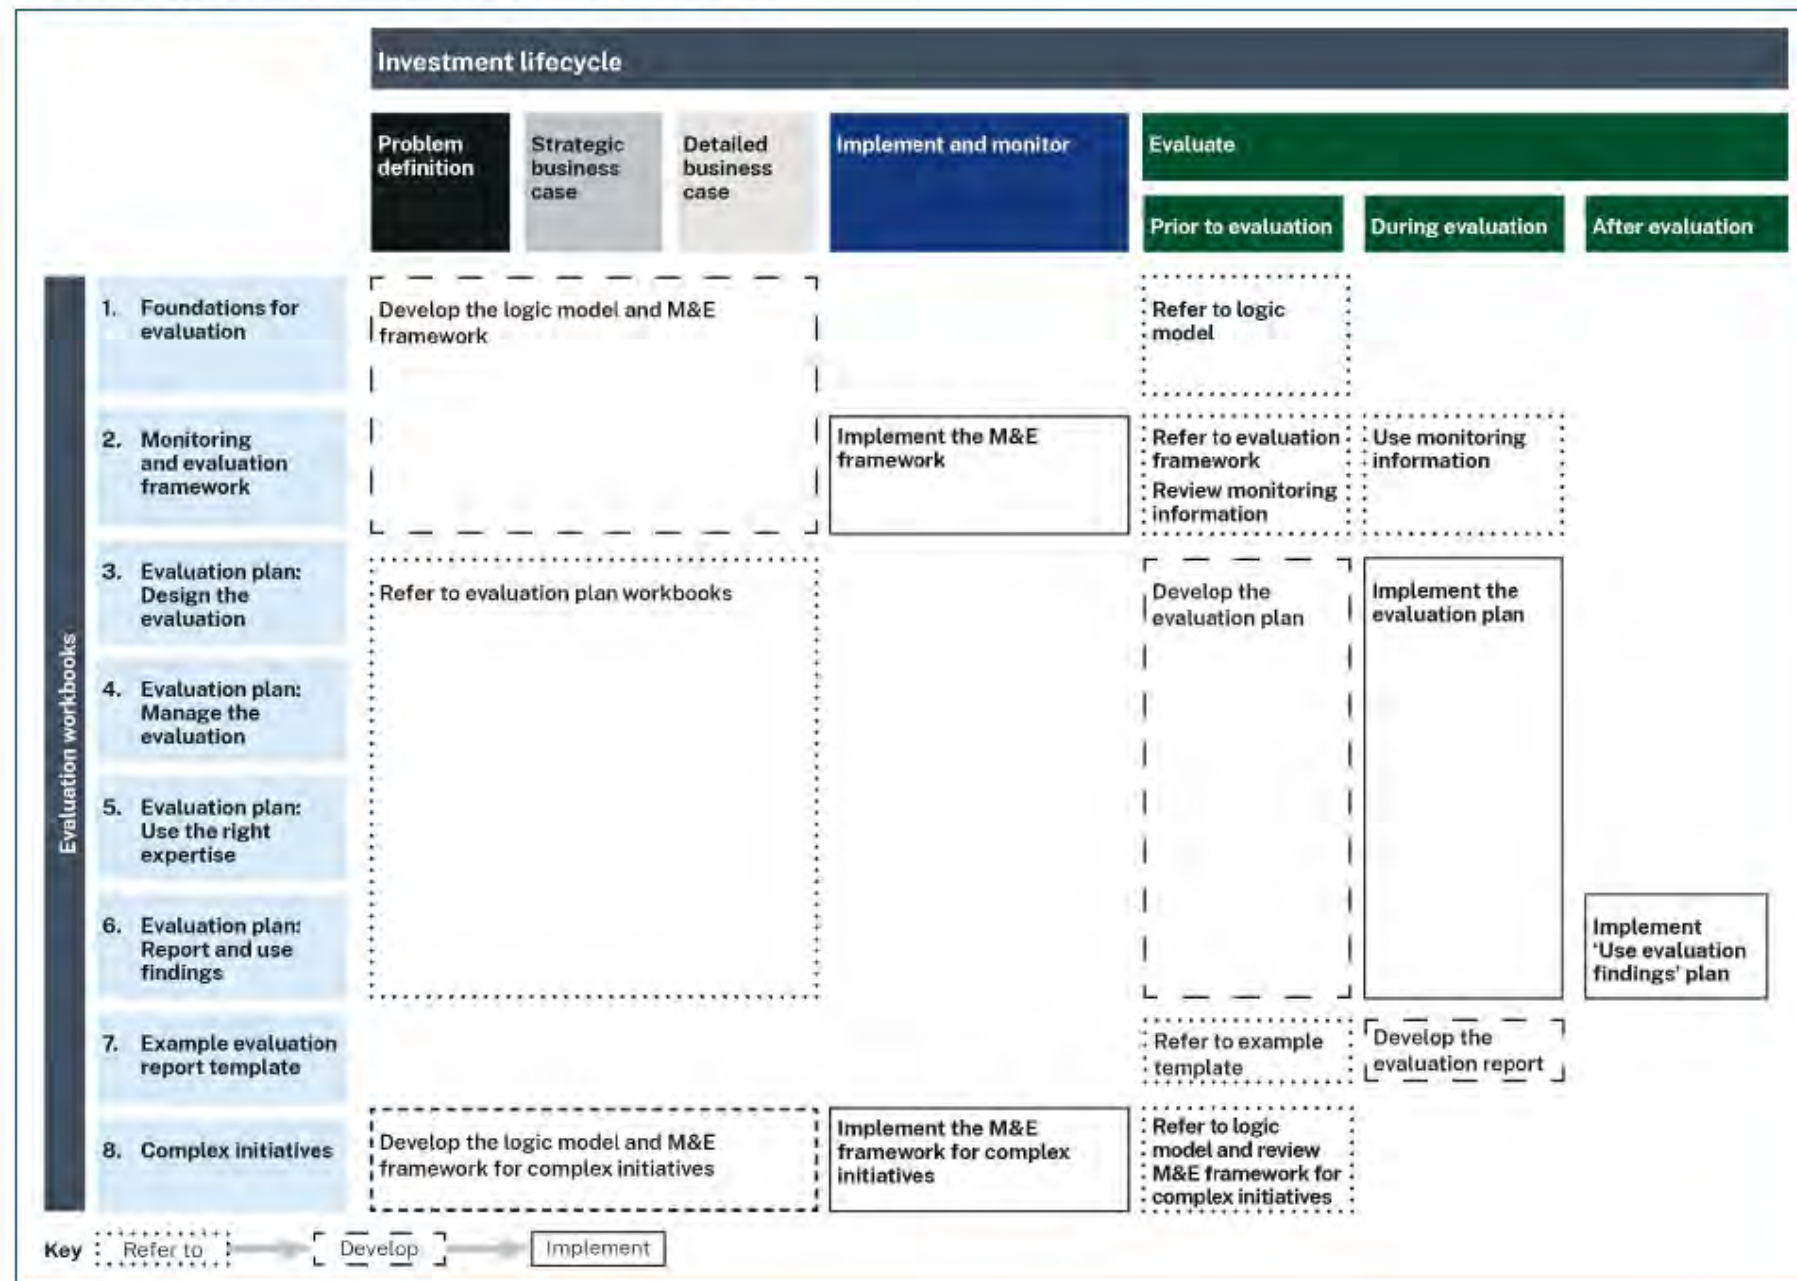 Investment lifecycle
Problem
definition
Strategic
business
case
Detailed
business
case
Implement and monitor
Evaluate
Prior to evaluation
During evaluation
After evaluation
Evaluation workbooks
1. Foundations for
evaluation
Develop the logic model and M&E
framework
Refer to logic
model
2. Monitoring
and evaluation
framework
Implement the M&E
framework
Refer to evaluation
framework
Review monitoring
information
Use monitoring
information
3. Evaluation plan:
Design the
evaluation
Refer to evaluation plan workbooks
Develop the
evaluation plan
Implement the
evaluation plan
4. Evaluation plan:
Manage the
evaluation
5. Evaluation plan:
Use the right
expertise
6. Evaluation plan:
Report and use
findings
Implement
‘Use evaluation
findings’ plan
7. Example evaluation
report template
Refer to example
template
Develop the
evaluation report
8. Complex initiatives
Develop the logic model and M&E
framework for complex initiatives
Implement the M&E
framework for complex
initiatives
Refer to logic
model and review
M&E framework for
complex initiatives
Key
Refer to
Develop
Implement